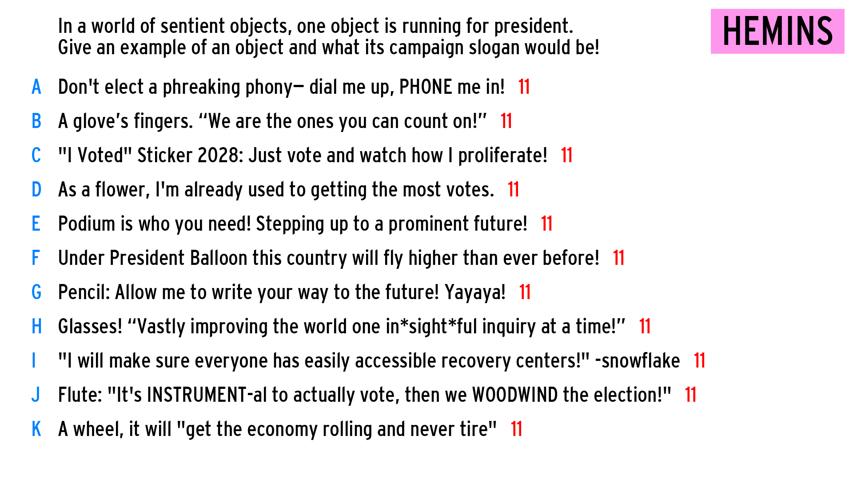 In a world of sentient objects, one object is running for president.
Give an example of an object and what its campaign slogan would be!
HEMINS
A Don't elect a phreaking phony– dial me up, PHONE me in! 11
B A glove’s fingers. “We are the ones you can count on!” 11
C "I Voted" Sticker 2028: Just vote and watch how I proliferate! 11
D As a flower, I'm already used to getting the most votes. 11
E Podium is who you need! Stepping up to a prominent future! 11
F Under President Balloon this country will fly higher than ever before! 11
G Pencil: Allow me to write your way to the future! Yayaya! 11
H Glasses! “Vastly improving the world one in*sight*ful inquiry at a time!” 11
I "I will make sure everyone has easily accessible recovery centers!" -snowflake 11
J Flute: "It's INSTRUMENT-al to actually vote, then we WOODWIND the election!" 11
K A wheel, it will "get the economy rolling and never tire" 11